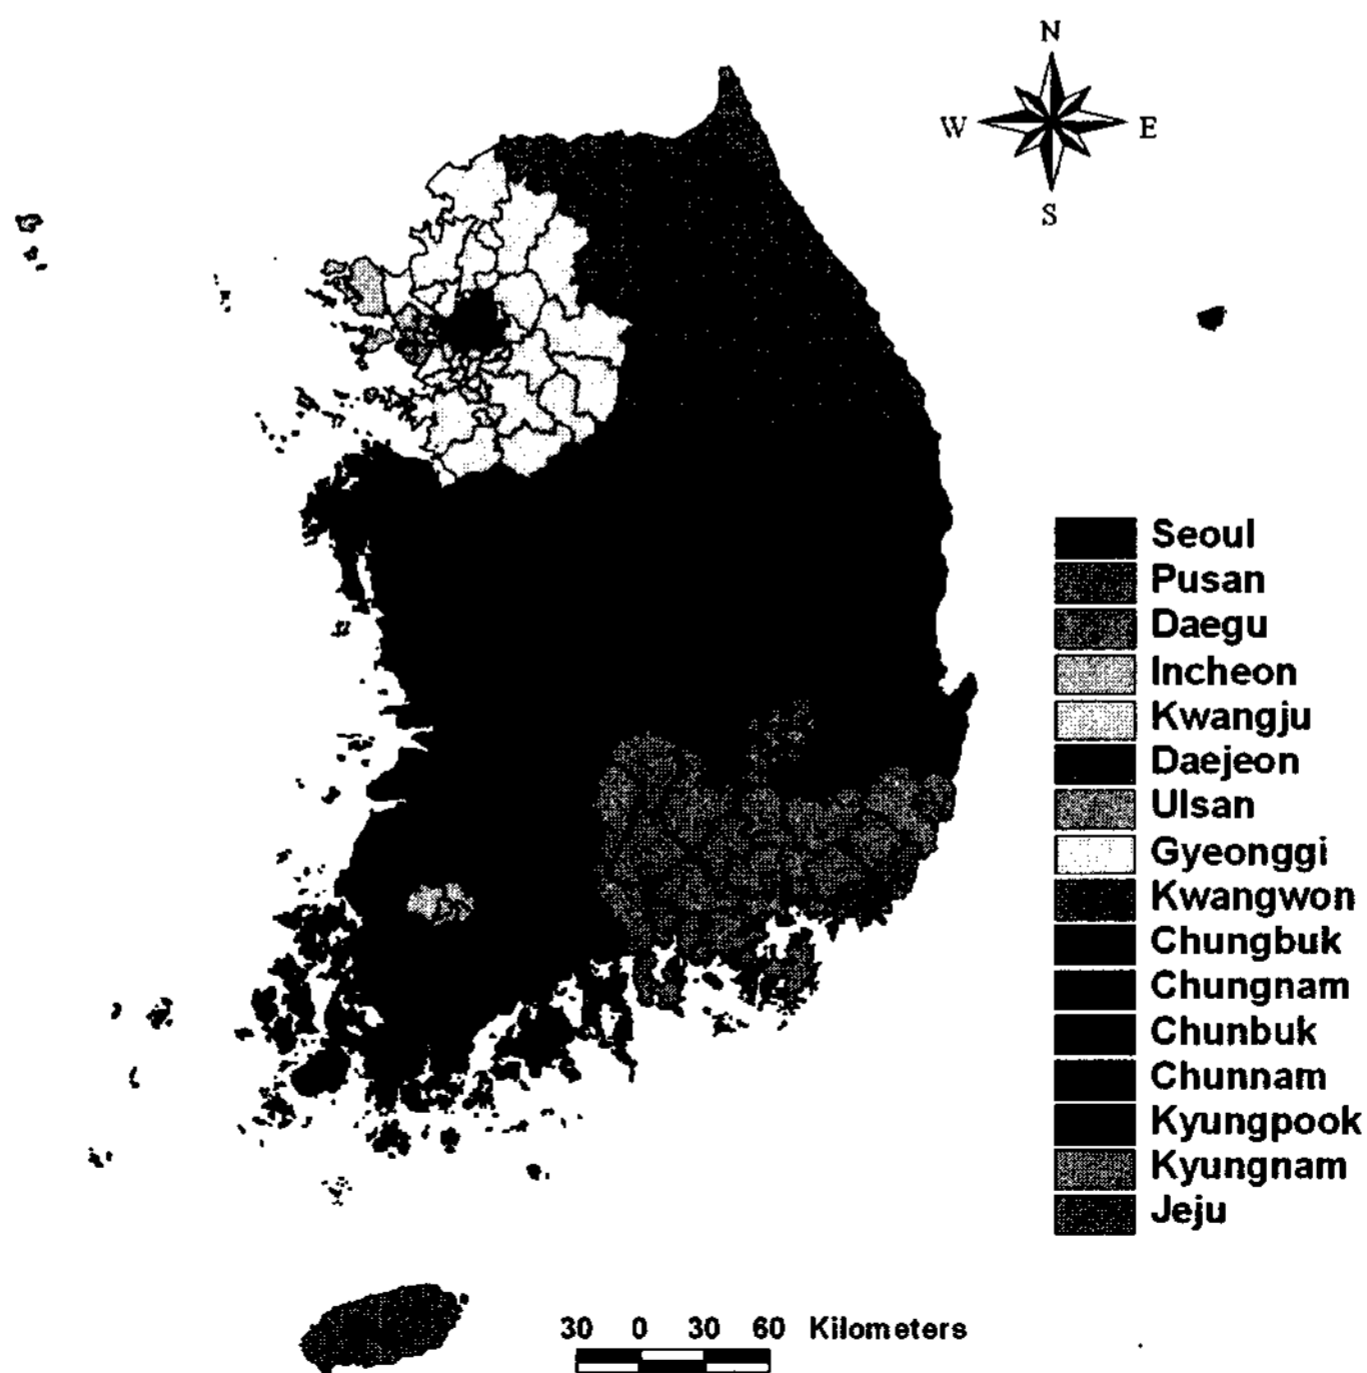 N
W E
S
Seoul
Pusan
Daegu
Incheon
Kwangju
Daejeon
Ulsan
Gyeonggi
Kwangwon
Chungbuk
Chungnam
Chunbuk
Chunnam
Kyungpook
Kyungnam
Jeju
30 0 30 60 Kilometers